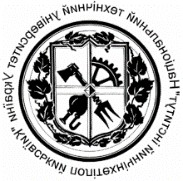 Національний технічний університет України
"Київський політехнічний інститут"